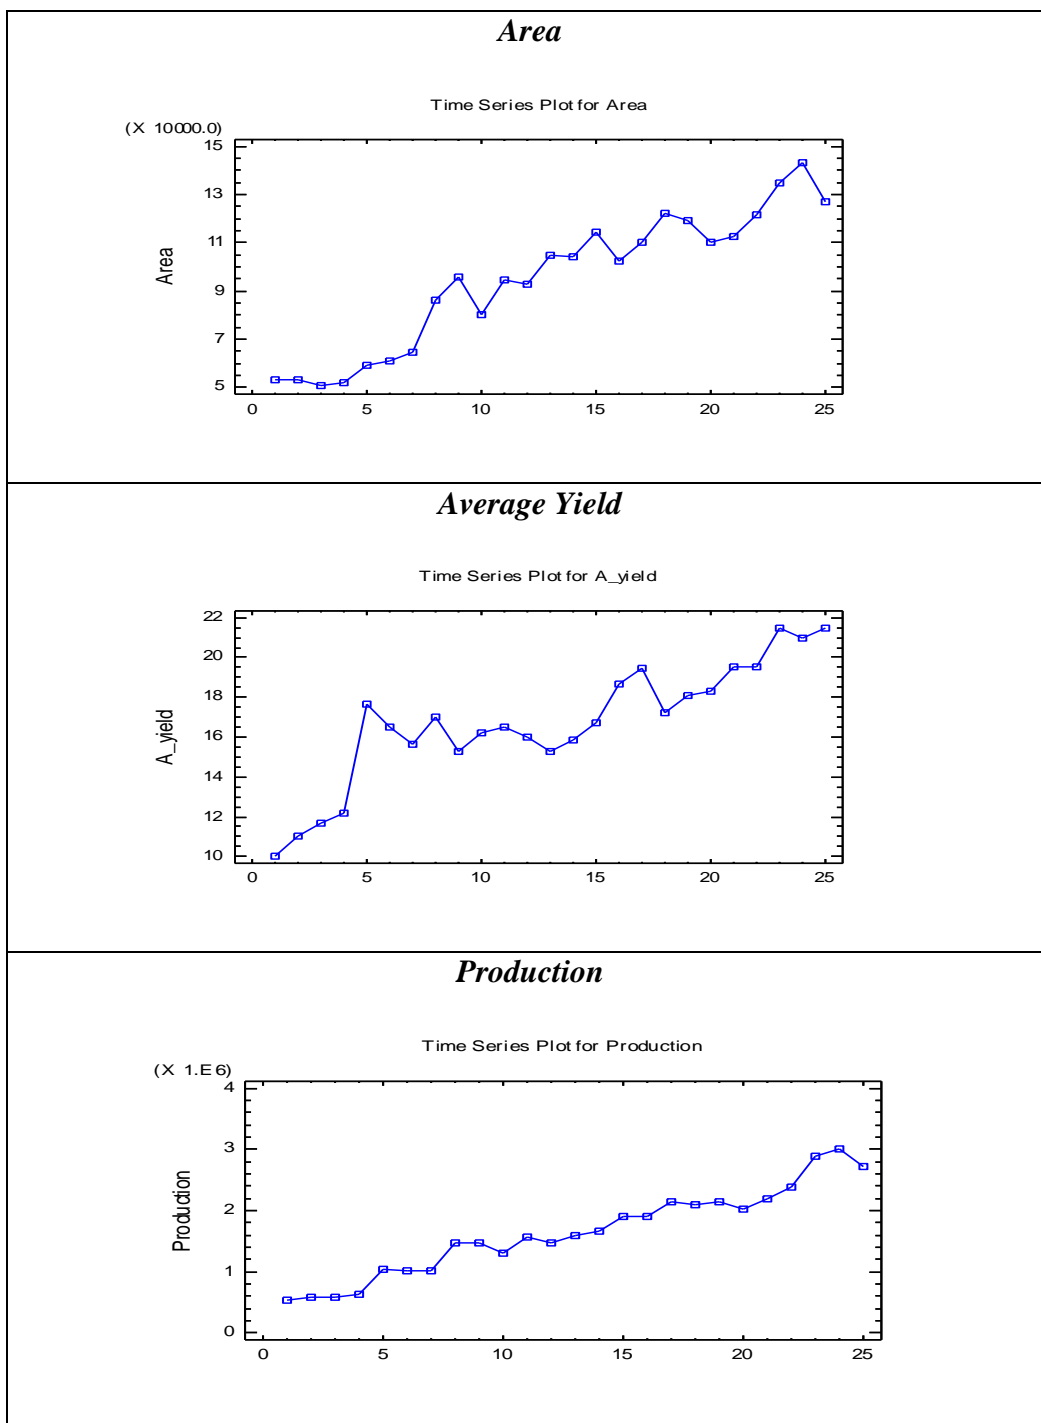 Area
Time Series Plot for Area
(X 10000.0)
15
13
11
9
7
5
Area
0 5 10 15 20 25
Average Yield
Time Series Plot for A_yield
22
20
18
16
14
12
10
A_yield
0 5 10 15 20 25
Production
Time Series Plot for Production
(X 1.E6)
4
3
2
1
0
Production
0 5 10 15 20 25